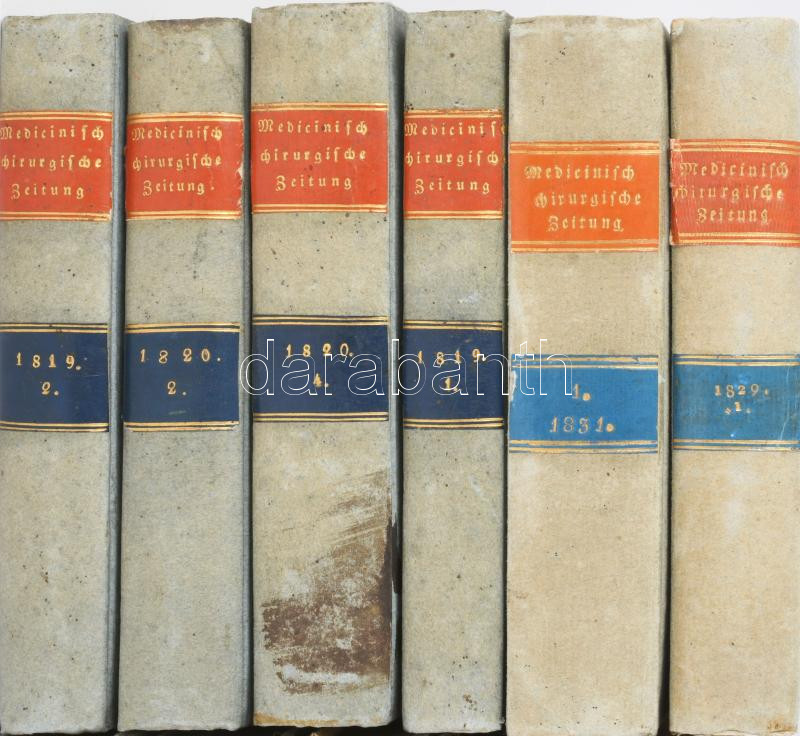 Medicinisch
chirurgische
Zeitung
1819.
2.
Medicinisch
chirurgische
Zeitung.
1820.
2.
Medicinisch
chirurgische
Zeitung
1820.
4.
Medicinisch
chirurgische
Zeitung
1819.
1.
Medicinisch
chirurgische
Zeitung
1.
1831.
Medicinisch
chirurgische
Zeitung
1829.
1.
darabanth